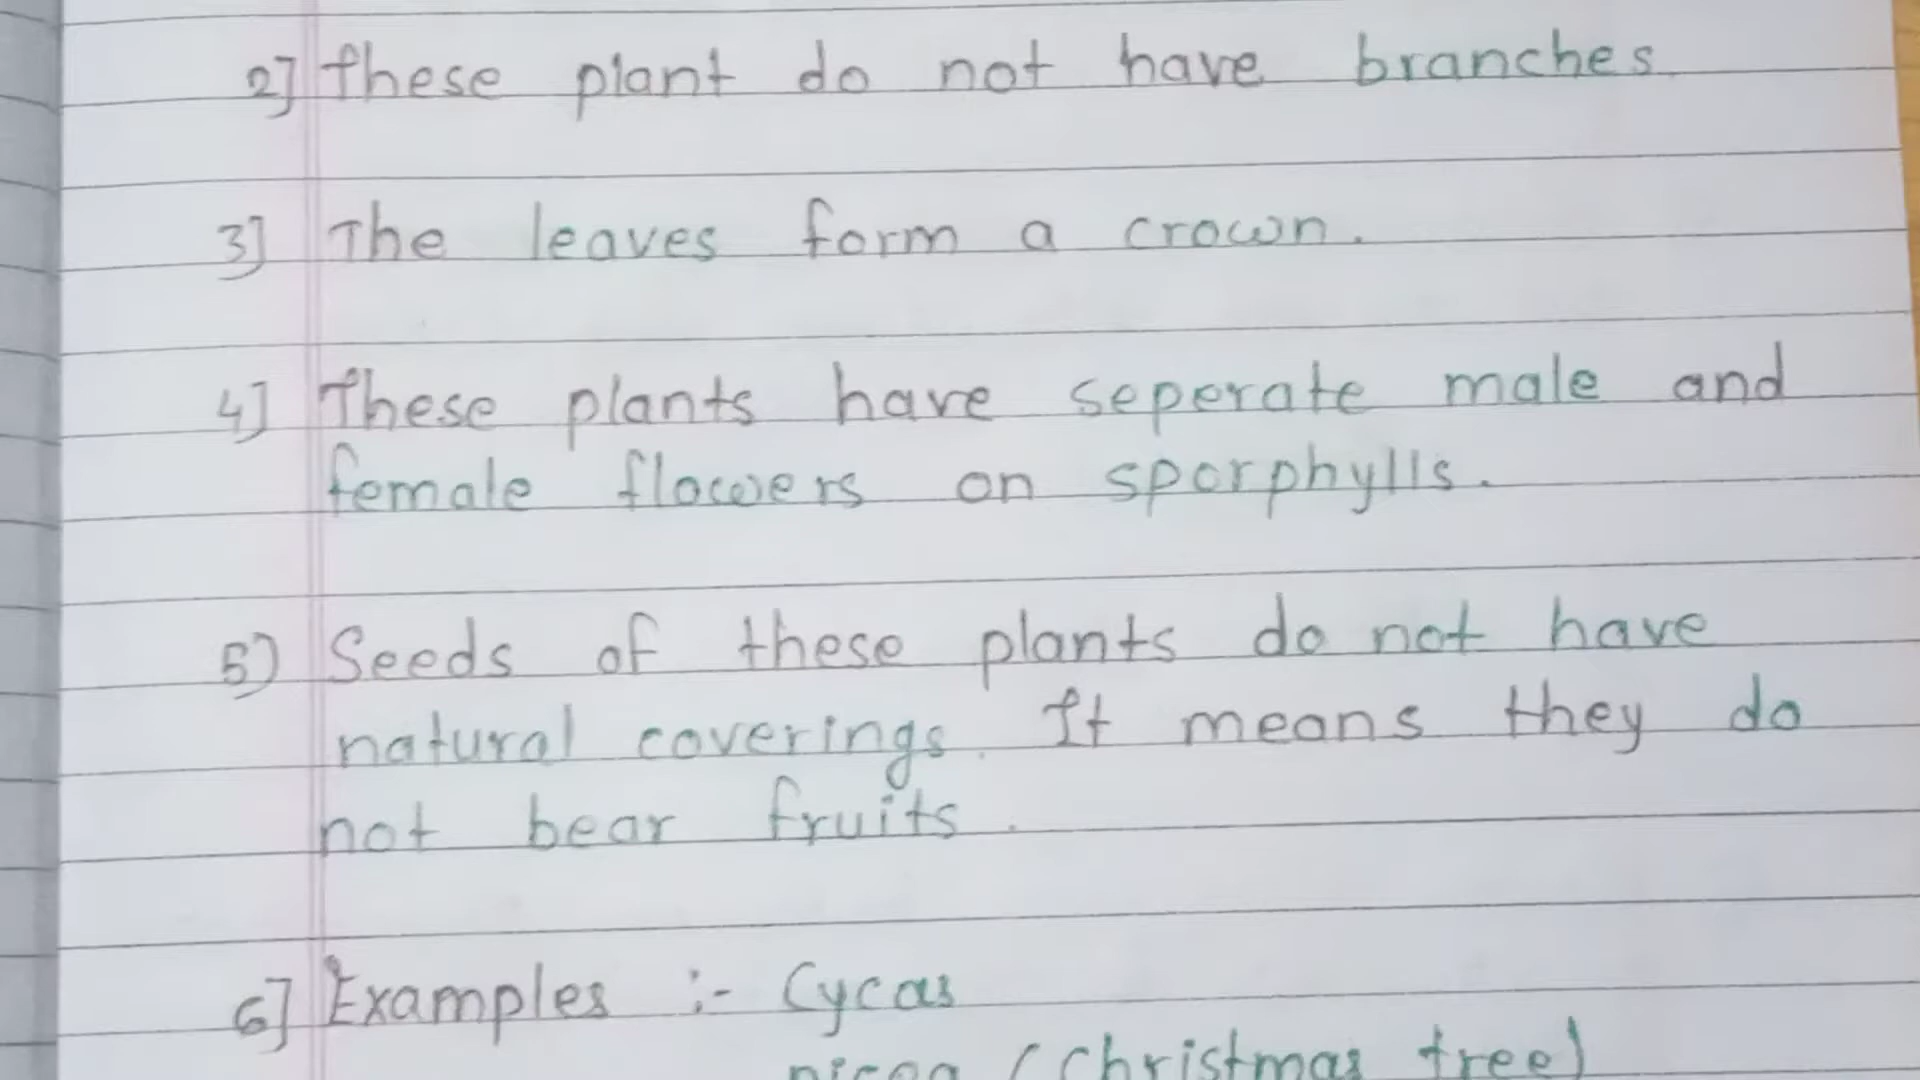 2] These plant do not have branches.
3] The leaves form a crown.
4] These plants have seperate male and
female flowers on sporphylls.
5) Seeds of these plants do not have
natural coverings. It means they do
not bear fruits.
6] Examples :- Cycas
(Christmas tree)